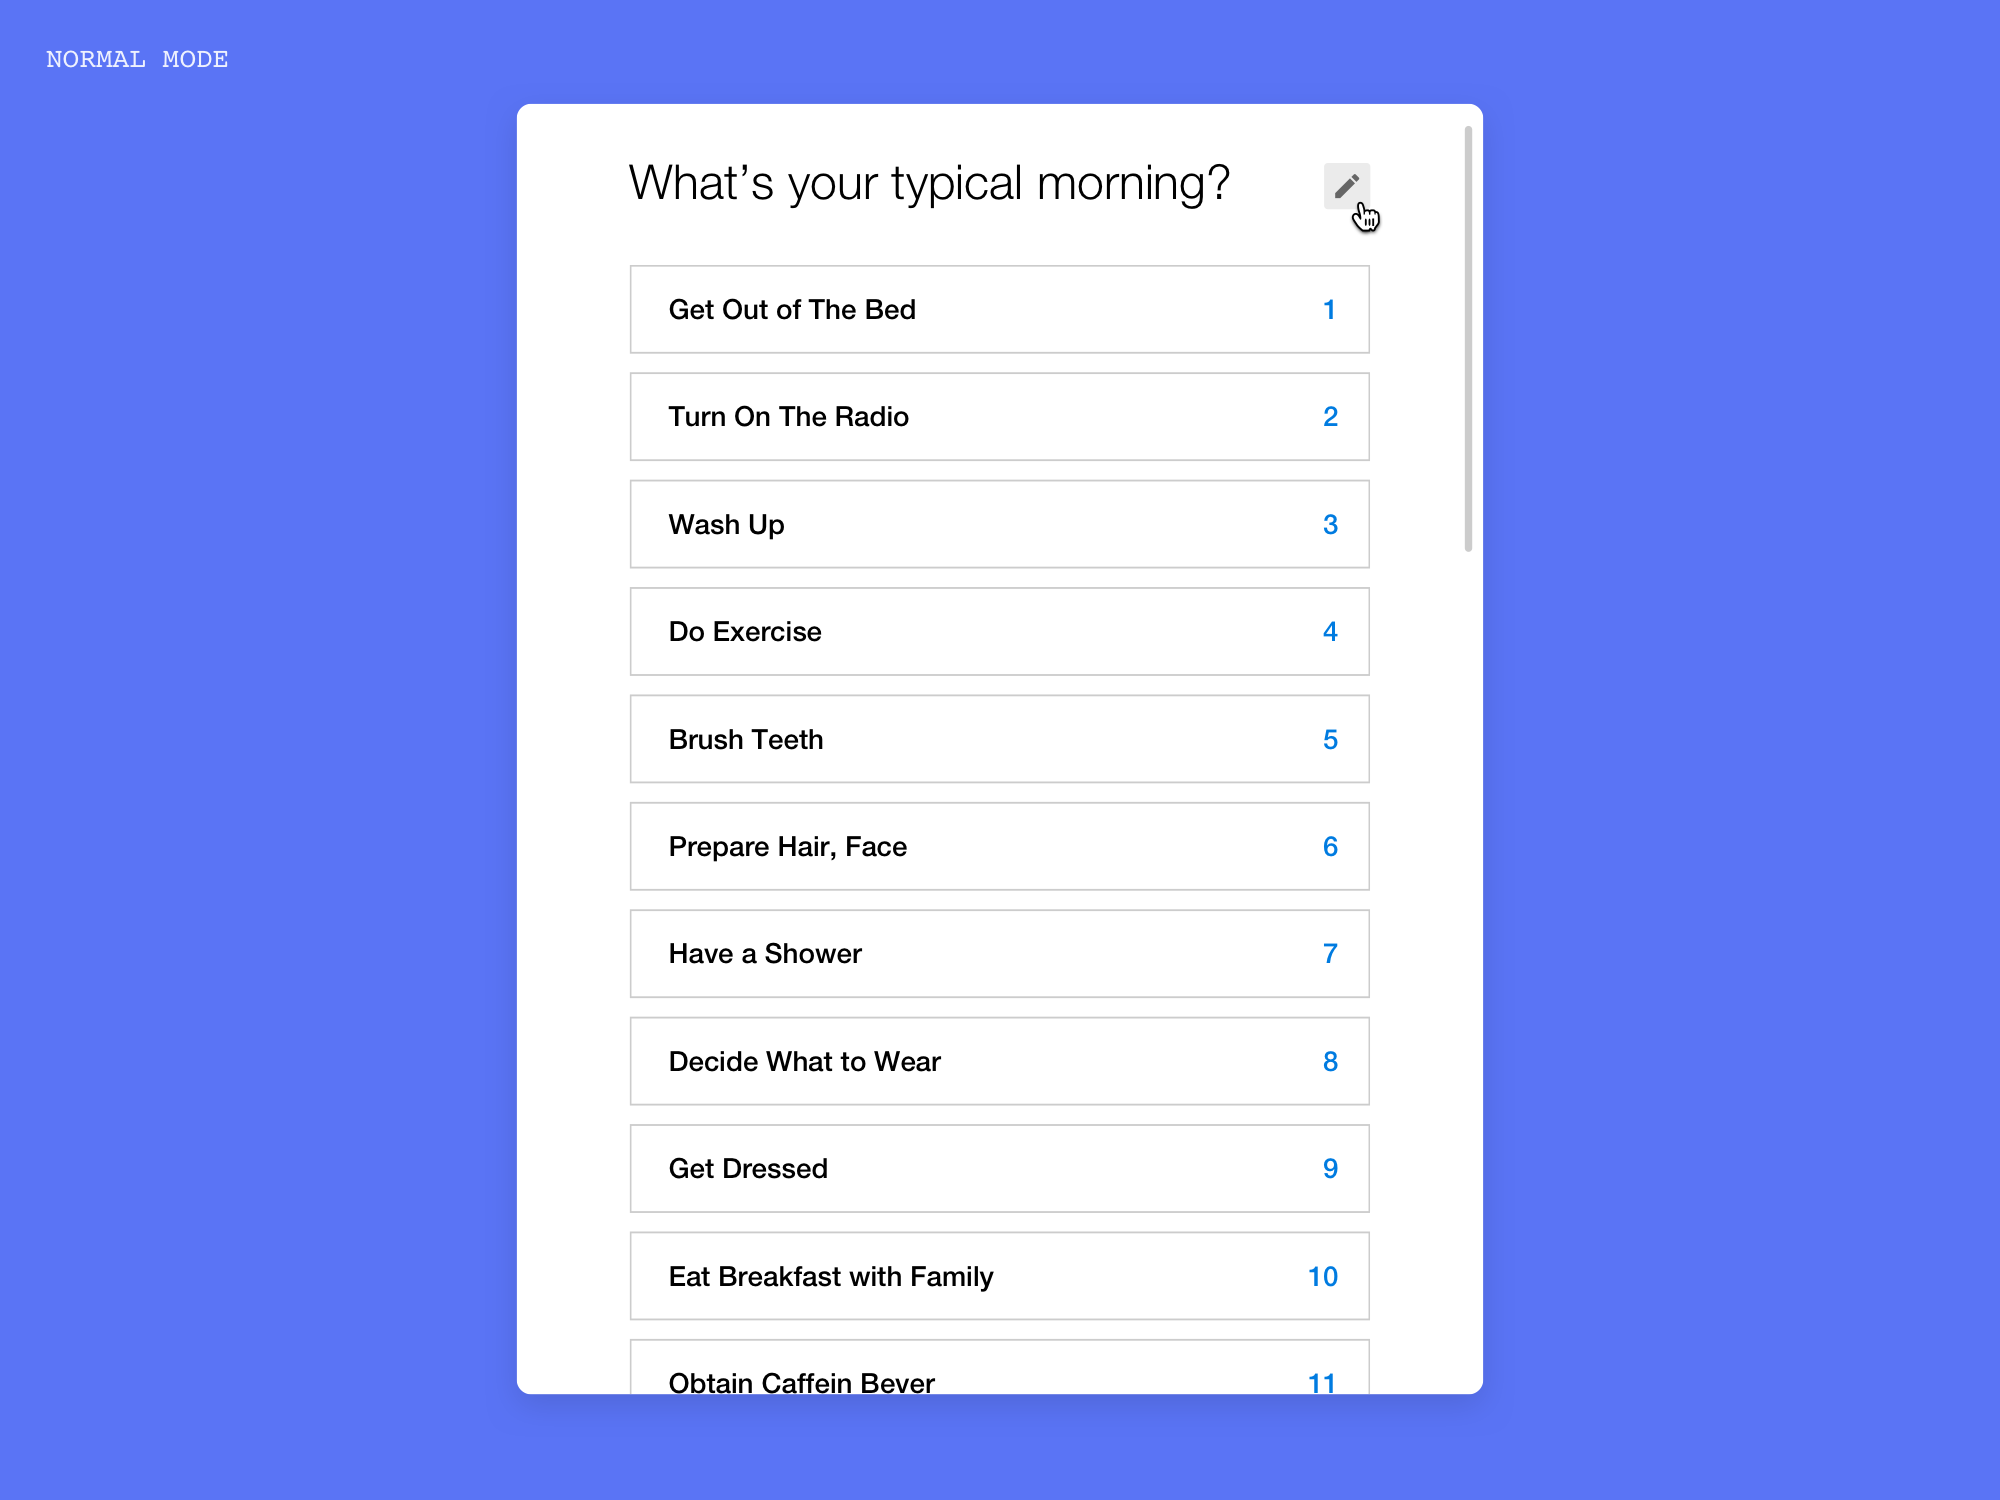 NORMAL MODE
What’s your typical morning?
Get Out of The Bed 1
Turn On The Radio 2
Wash Up 3
Do Exercise 4
Brush Teeth 5
Prepare Hair, Face 6
Have a Shower 7
Decide What to Wear 8
Get Dressed 9
Eat Breakfast with Family 10
Obtain Caffein Bever 11